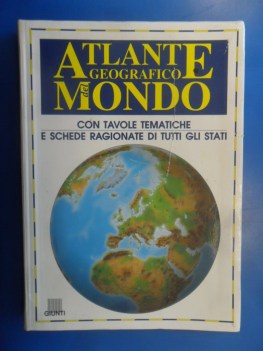 ATLANTE
GEOGRAFICO
del
MONDO
CON TAVOLE TEMATICHE
E SCHEDE RAGIONATE DI TUTTI GLI STATI
GIUNTI